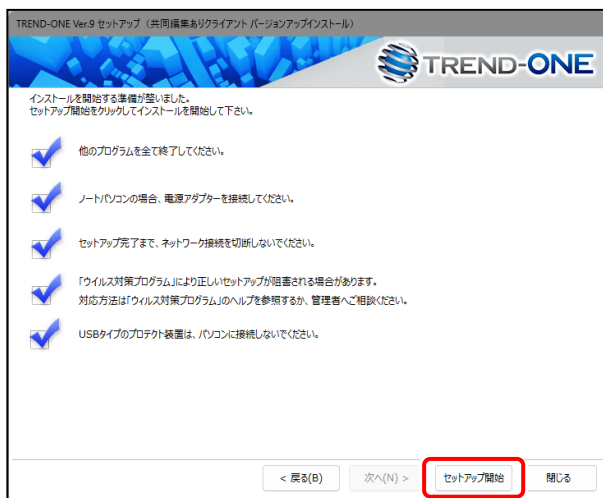 TREND-ONE Ver.9 セットアップ（共同編集ありクライアント バージョンアップインストール）
TREND-ONE
インストールを開始する準備が整いました。
セットアップ開始をクリックしてインストールを開始して下さい。
他のプログラムを全て終了してください。
ノートパソコンの場合、電源アダプターを接続してください。
セットアップ完了まで、ネットワーク接続を切断しないでください。
「ウイルス対策プログラム」により正しいセットアップが阻害される場合があります。
対応方法は「ウィルス対策プログラム」のヘルプを参照するか、管理者へご相談ください。
USBタイプのプロテクト装置は、パソコンに接続しないでください。
< 戻る(B) 次へ(N) > セットアップ開始 閉じる